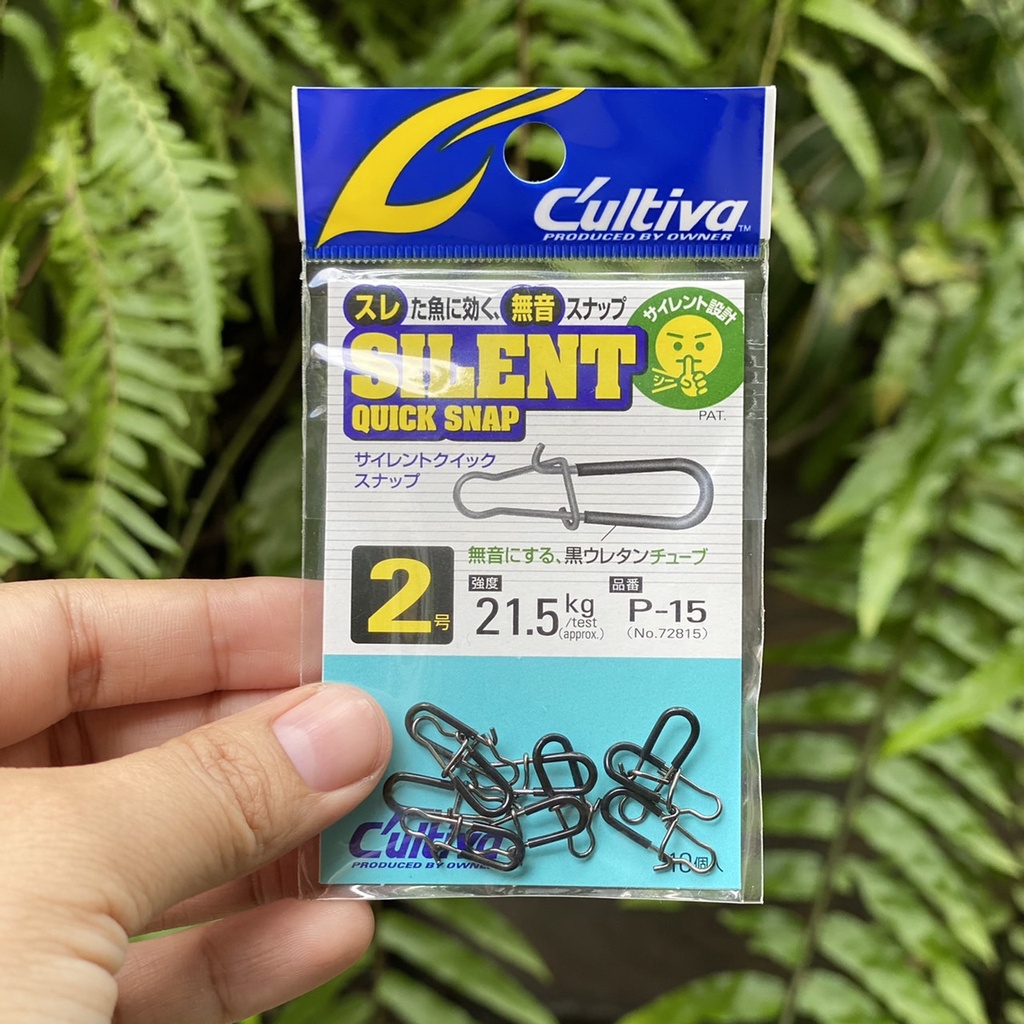 C'ultiva™
PRODUCED BY OWNER
スレた魚に効く、無音スナップ
サイレント設計
シー
SILENT
PAT.
QUICK SNAP
サイレントクイック
スナップ
無音にする、黒ウレタンチューブ
2号
強度
21.5kg/test(approx.)
品番
P-15
(No.72815)
C'ultiva
PRODUCED BY OWNER
10個入